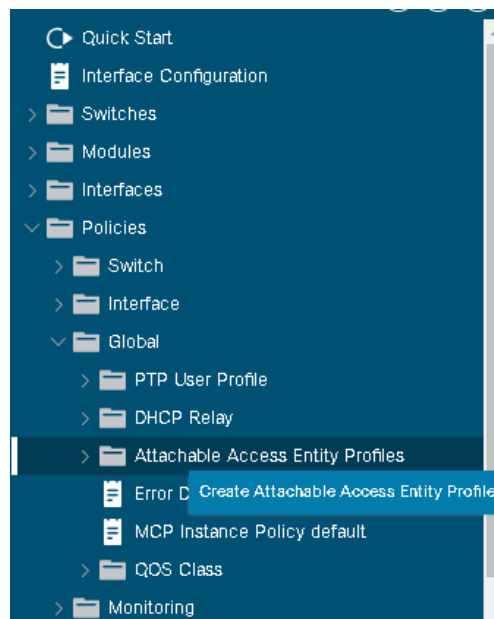 Quick Start
Interface Configuration
Switches
Modules
Interfaces
Policies
Switch
Interface
Global
PTP User Profile
DHCP Relay
Attachable Access Entity Profiles
Error D
Create Attachable Access Entity Profile
MCP Instance Policy default
QOS Class
Monitoring